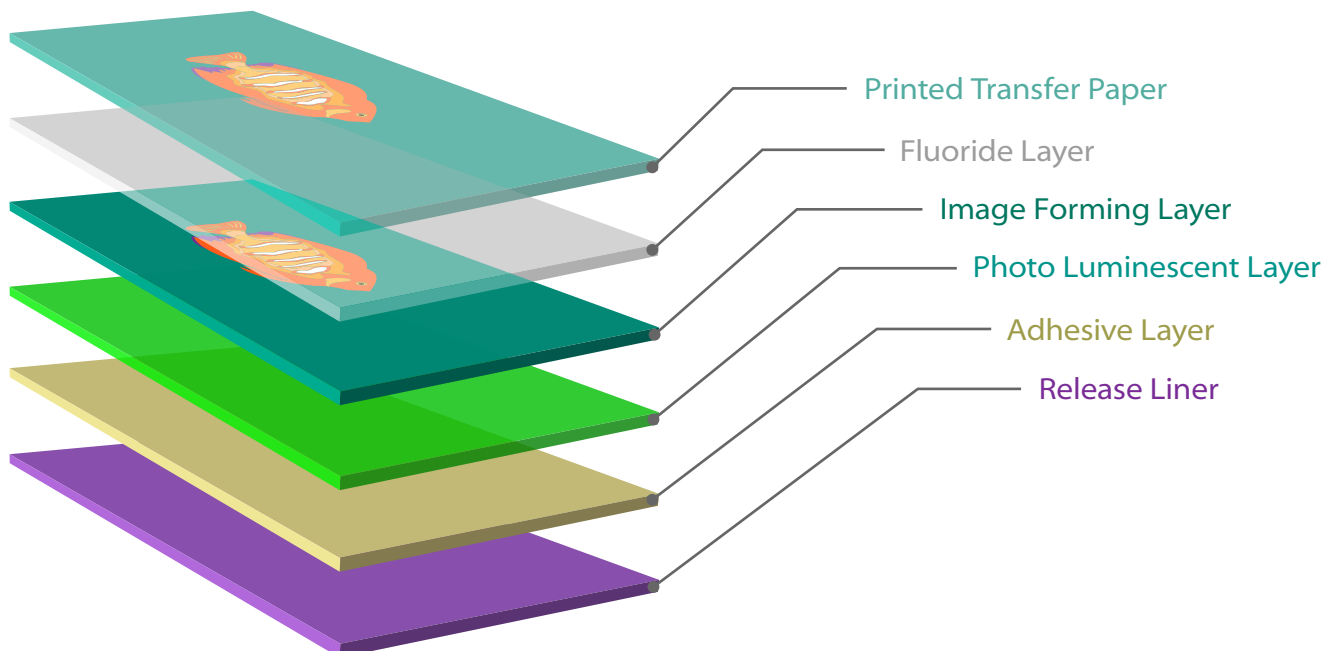 Printed Transfer Paper
Fluoride Layer
Image Forming Layer
Photo Luminescent Layer
Adhesive Layer
Release Liner